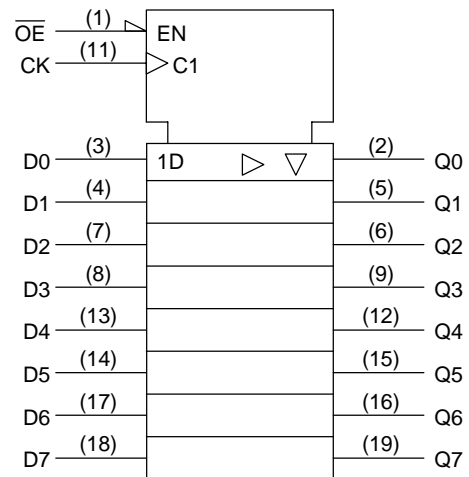 O̅E̅ (1) EN
CK (11) C1
D0 (3) 1D (2) Q0
D1 (4) (5) Q1
D2 (7) (6) Q2
D3 (8) (9) Q3
D4 (13) (12) Q4
D5 (14) (15) Q5
D6 (17) (16) Q6
D7 (18) (19) Q7